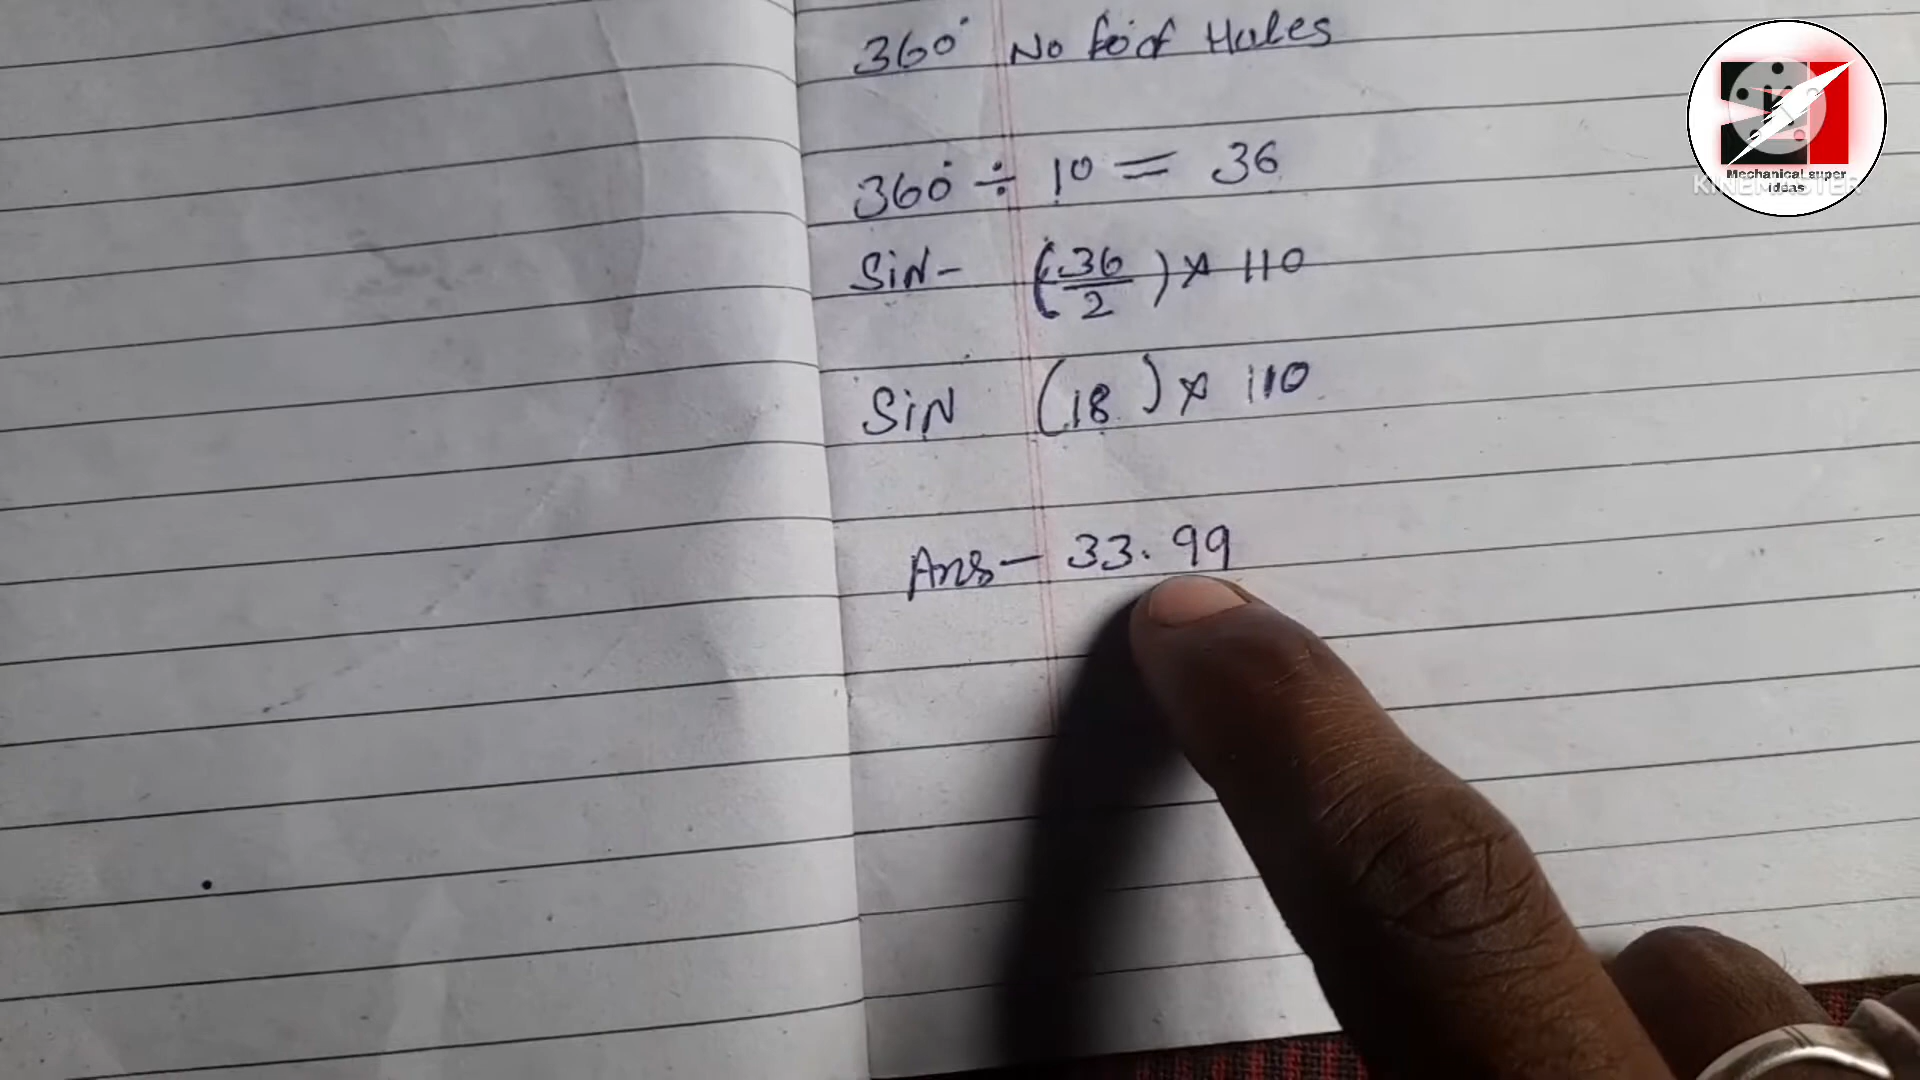 360° No of Holes
360° ÷ 10 = 36
SiN- (36/2) × 110
SiN (18) × 110
Ans - 33.99
Mechanical super ideas
KINEMASTER